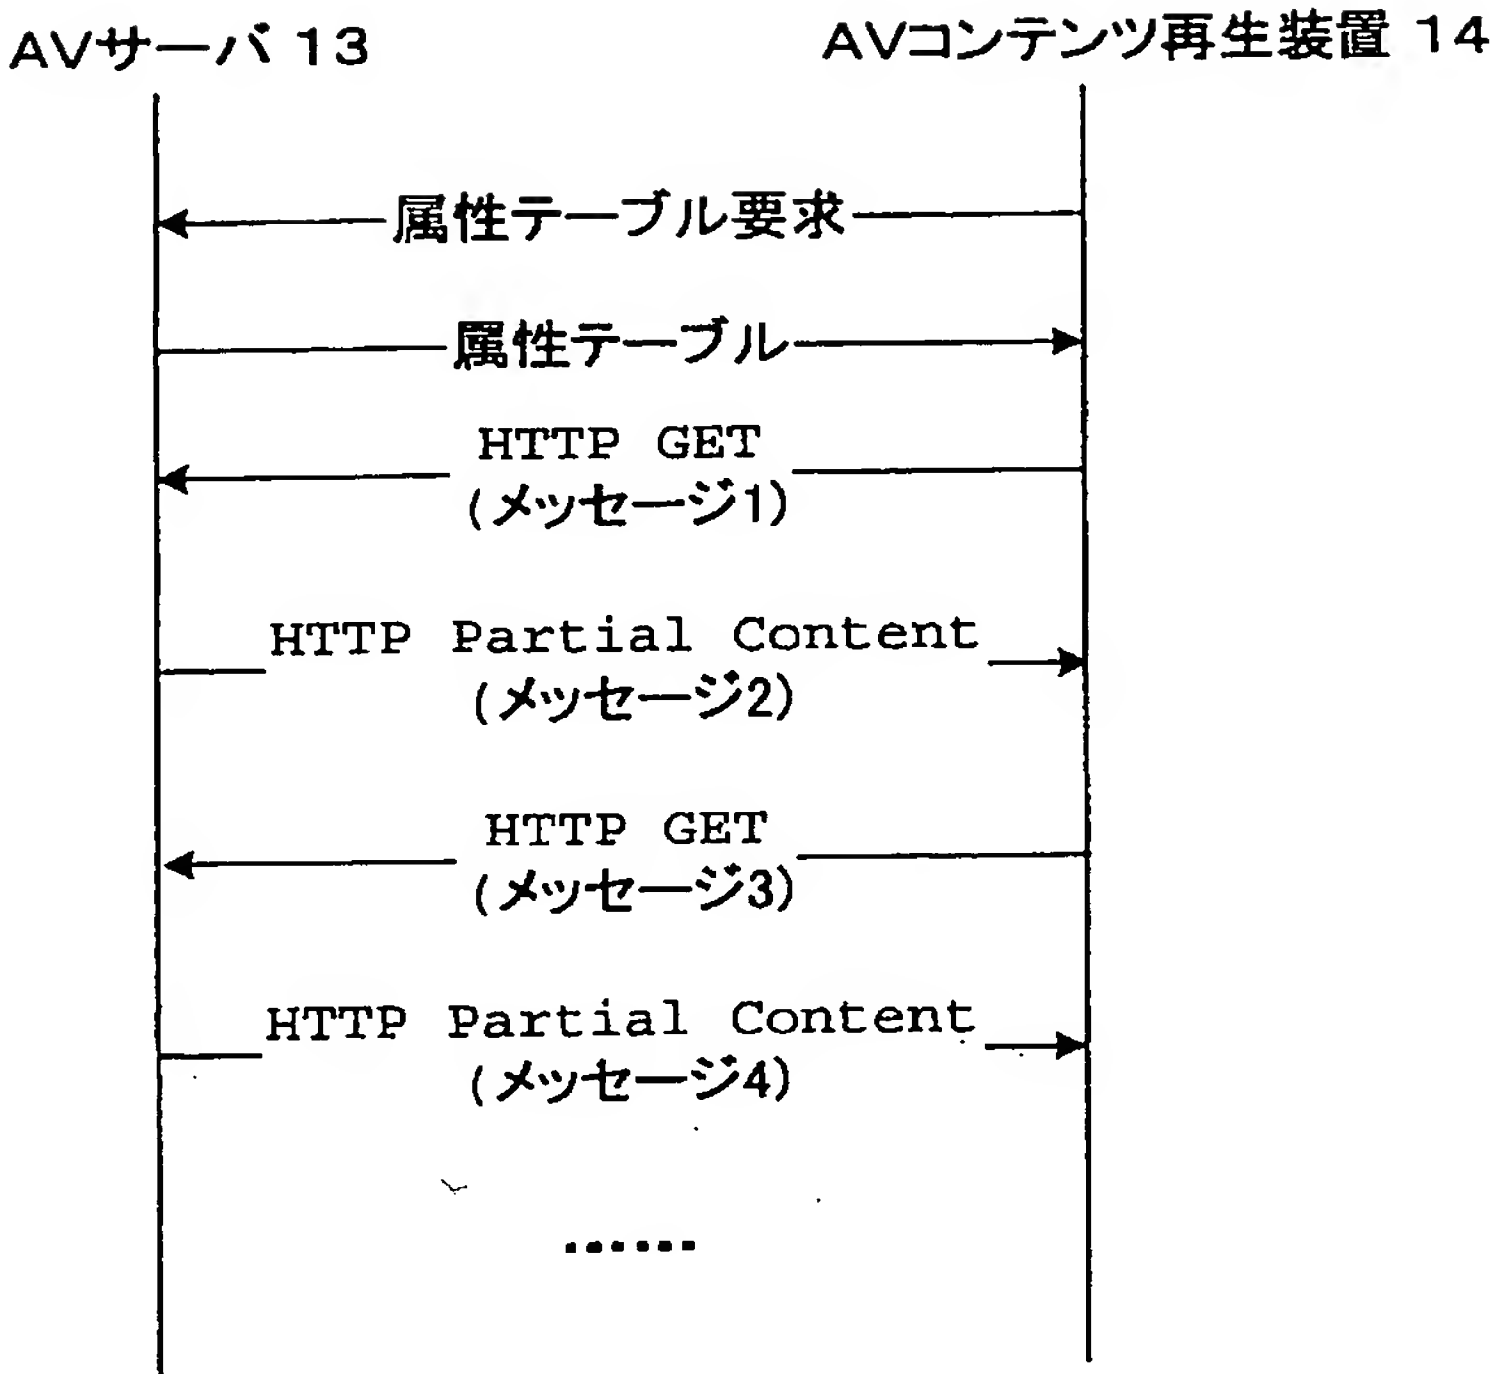 AVサーバ 13
AVコンテンツ再生装置 14
属性テーブル要求
属性テーブル
HTTP GET
(メッセージ1)
HTTP Partial Content
(メッセージ2)
HTTP GET
(メッセージ3)
HTTP Partial Content
(メッセージ4)
……